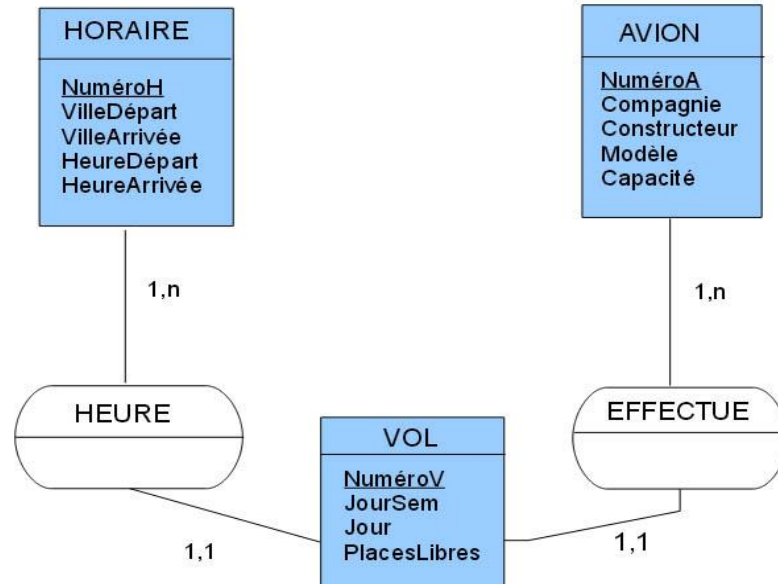 HORAIRE
NuméroH
VilleDépart
VilleArrivée
HeureDépart
HeureArrivée
AVION
NuméroA
Compagnie
Constructeur
Modèle
Capacité
1,n
1,n
HEURE
EFFECTUE
VOL
NuméroV
JourSem
Jour
PlacesLibres
1,1
1,1